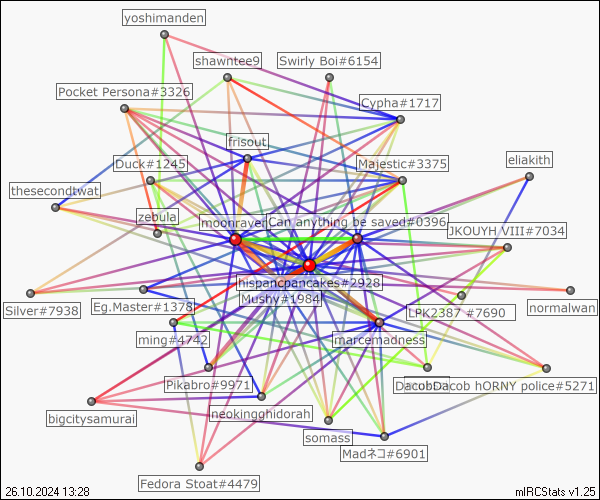 yoshimanden
shawntee9
Swirly Boi#6154
Pocket Persona#3326
Cypha#1717
frisout
Duck#1245
Majestic#3375
eliakith
thesecondtwat
zebula
moonraver
Can anything be saved#0396
JKOUYH VIII#7034
hispancpancakes#2928
Mushy#1984
Silver#7938
Eg.Master#1378
LPK2387 #7690
normalwan
ming#4742
marcemadness
Pikabro#9971
DacobDacob hORNY police#5271
bigcitysamurai
neokingghidorah
somass
Madネコ#6901
Fedora Stoat#4479
26.10.2024 13:28
mIRCStats v1.25